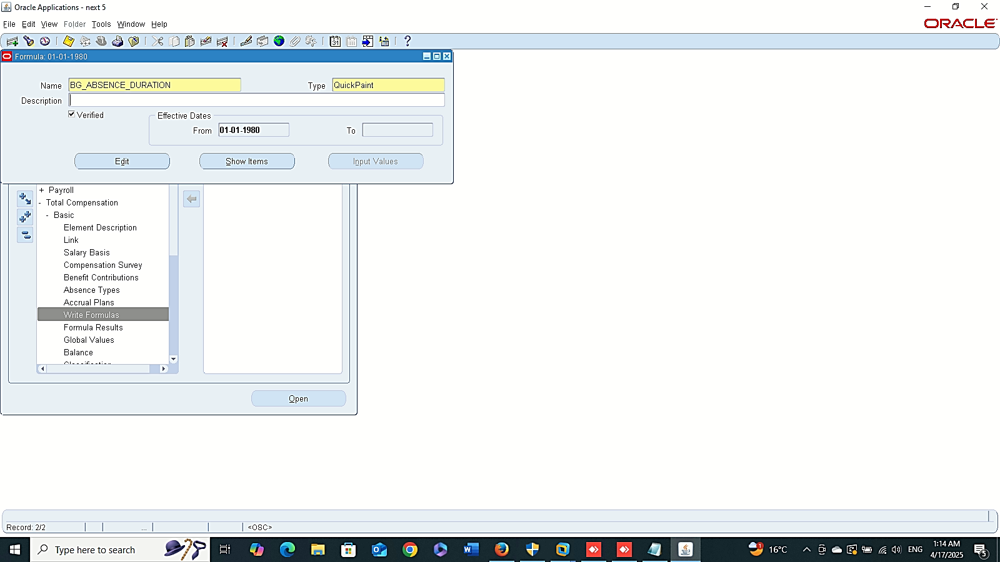 Oracle Applications - next 5
File Edit View Folder Tools Window Help
ORACLE
31
?
Formula: 01-01-1980
Name BG_ABSENCE_DURATION Type QuickPaint
Description
Verified
Effective Dates
From 01-01-1980 To
Edit Show Items Input Values
+ Payroll
- Total Compensation
- Basic
Element Description
Link
Salary Basis
Compensation Survey
Benefit Contributions
Absence Types
Accrual Plans
Write Formulas
Formula Results
Global Values
Balance
Classification
Open
Record: 2/2 ... <OSC>
Type here to search
16°C
ENG
1:14 AM
4/17/2025
5